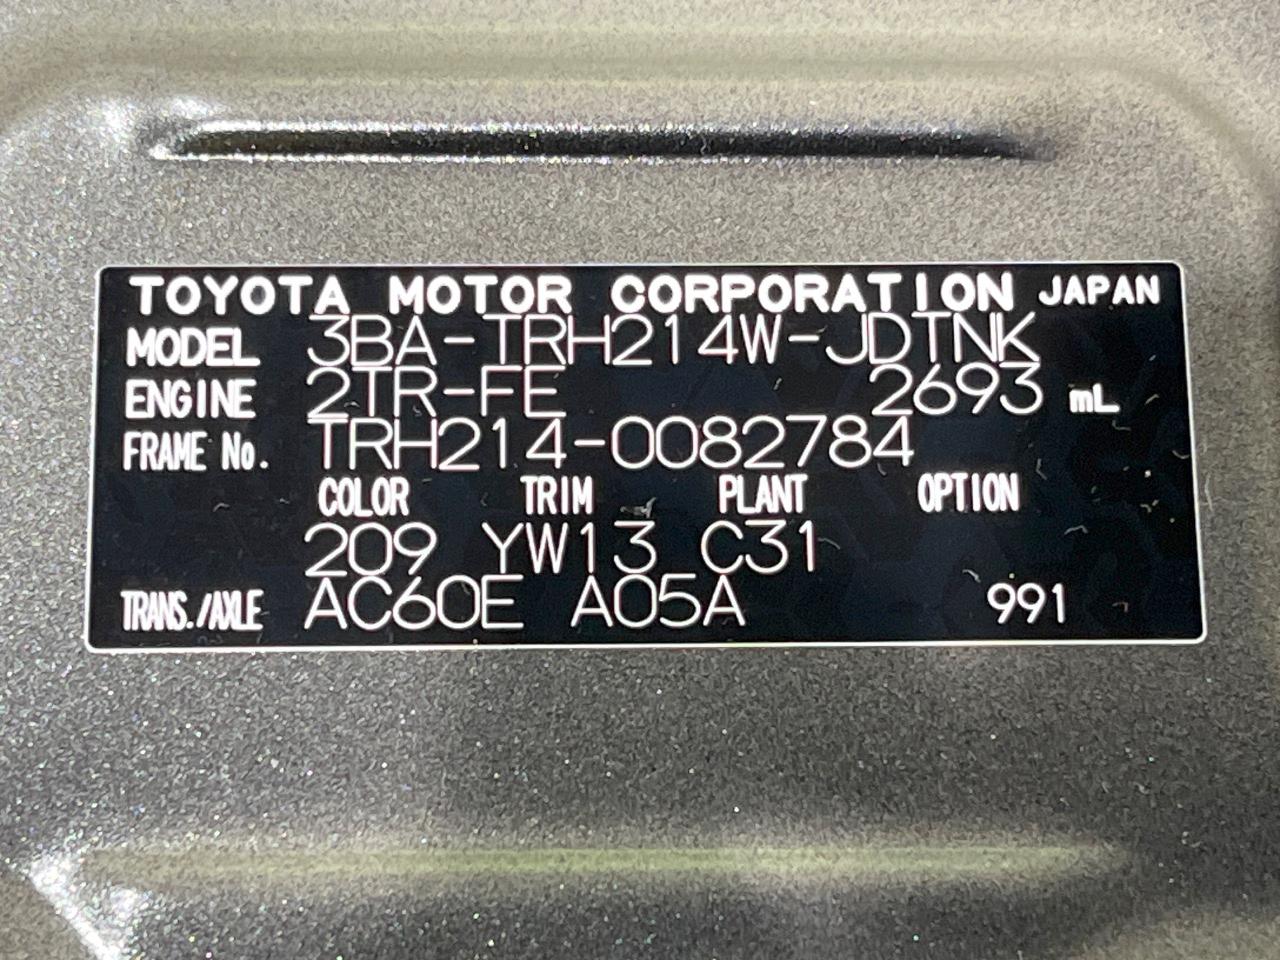 TOYOTA MOTOR CORPORATION JAPAN
MODEL 3BA-TRH214W-JDTNK
ENGINE 2TR-FE 2693 mL
FRAME No. TRH214-0082784
COLOR TRIM PLANT OPTION
209 YW13 C31
TRANS./AXLE AC60E A05A 991